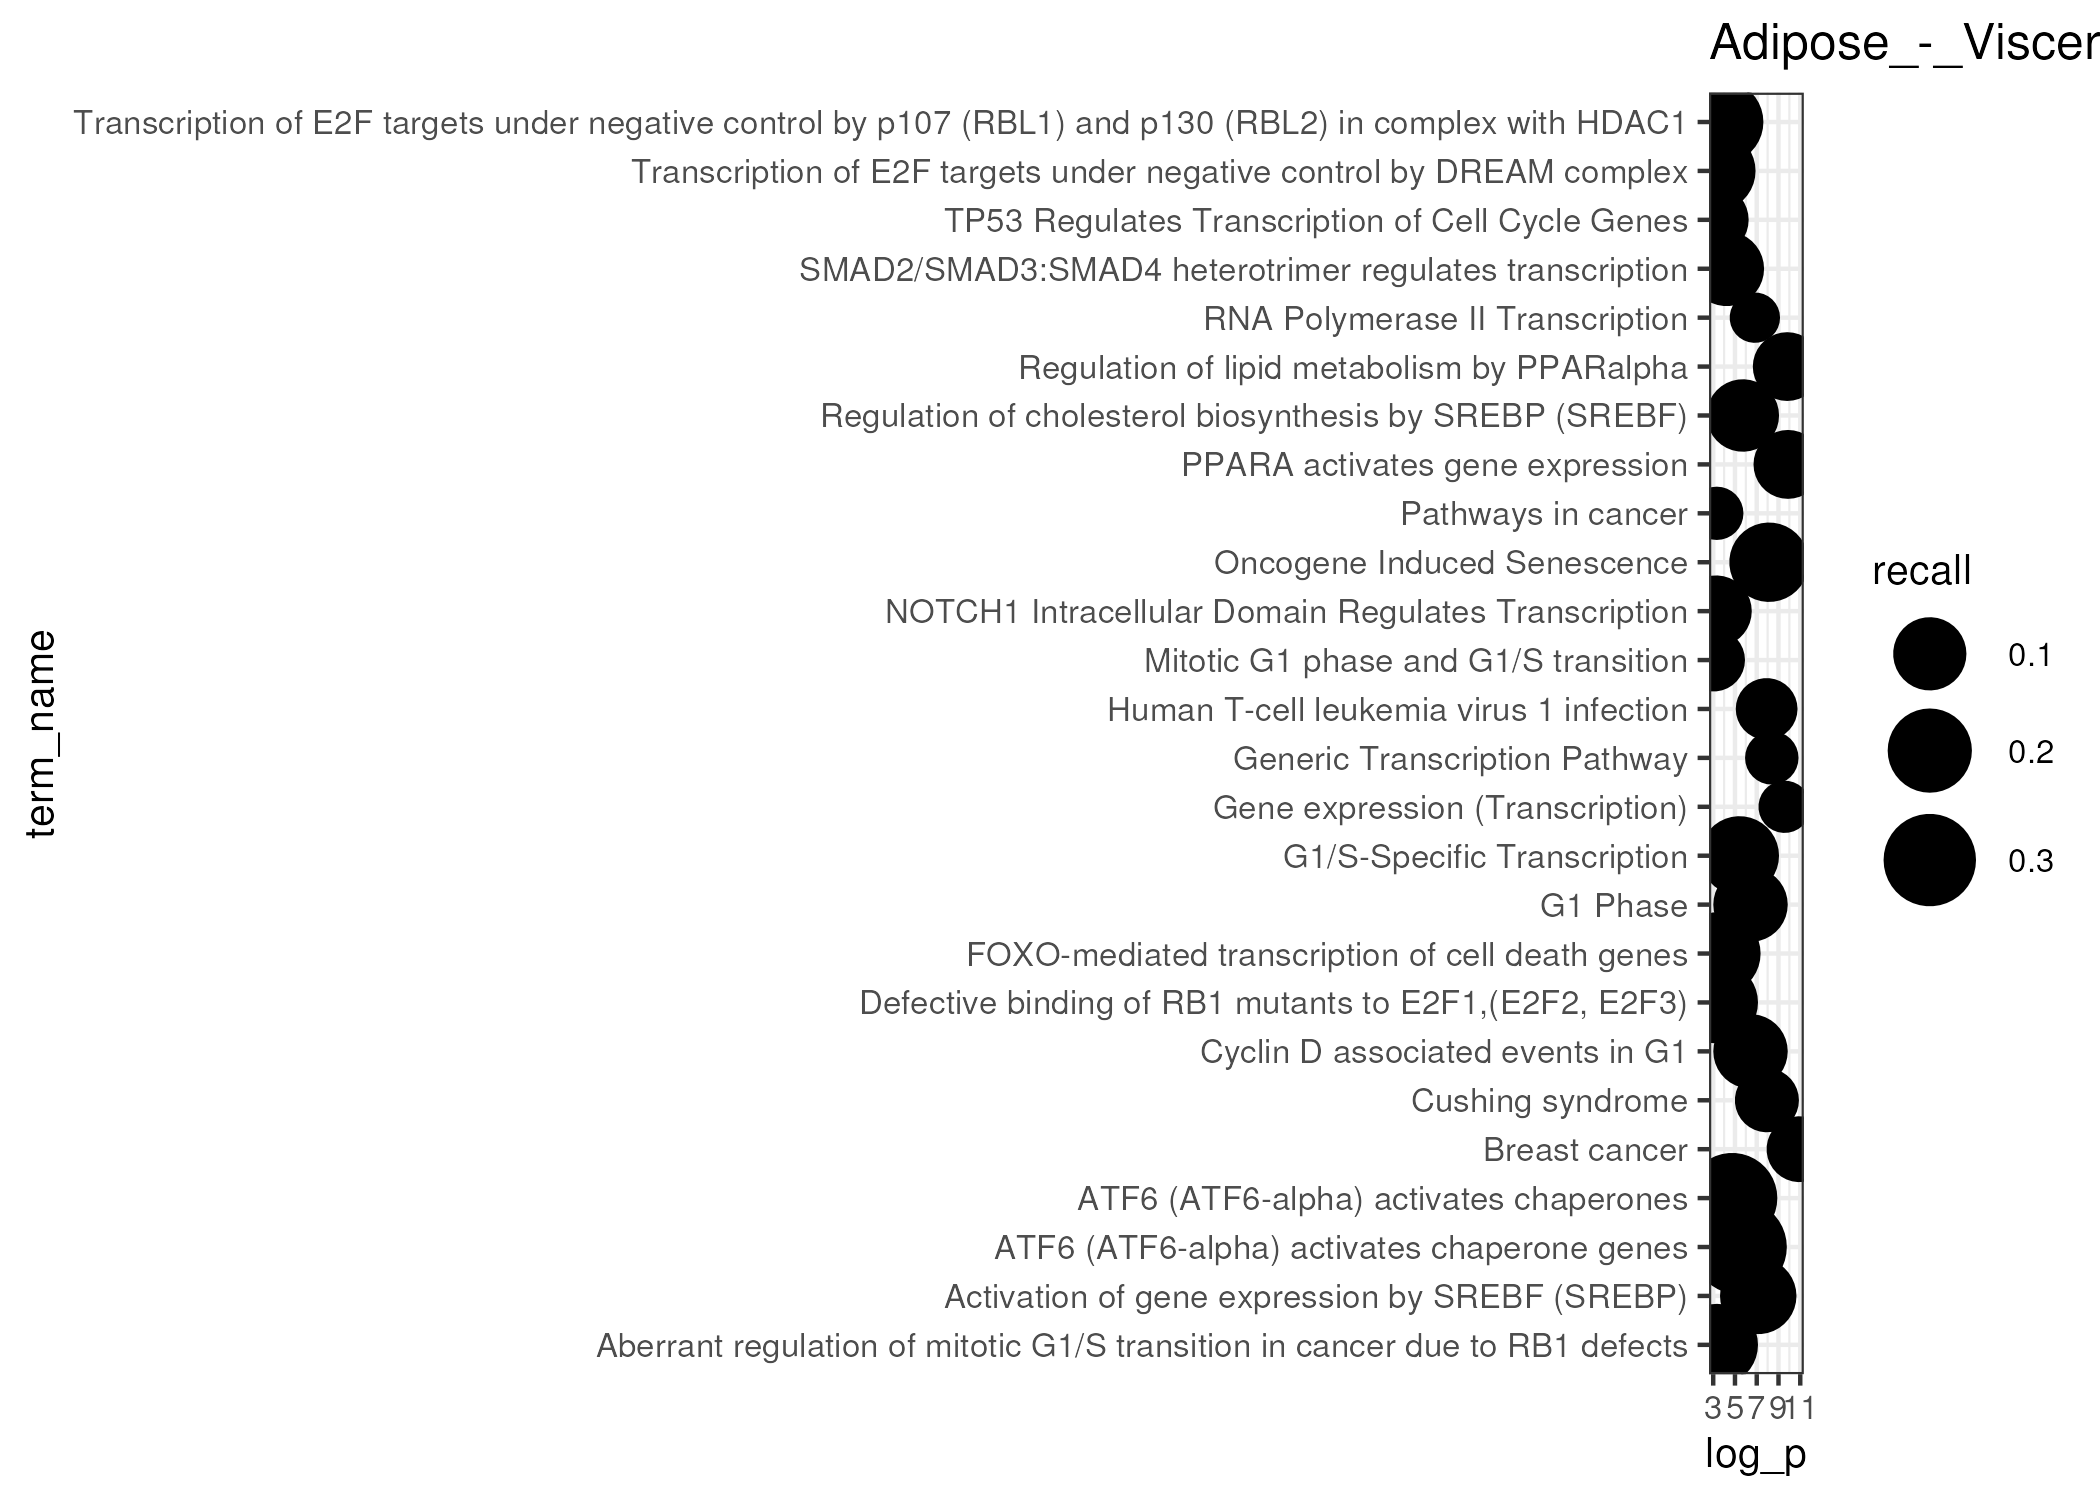 Adipose_-_Viscer
Transcription of E2F targets under negative control by p107 (RBL1) and p130 (RBL2) in complex with HDAC1
Transcription of E2F targets under negative control by DREAM complex
TP53 Regulates Transcription of Cell Cycle Genes
SMAD2/SMAD3:SMAD4 heterotrimer regulates transcription
RNA Polymerase II Transcription
Regulation of lipid metabolism by PPARalpha
Regulation of cholesterol biosynthesis by SREBP (SREBF)
PPARA activates gene expression
Pathways in cancer
Oncogene Induced Senescence
NOTCH1 Intracellular Domain Regulates Transcription
Mitotic G1 phase and G1/S transition
Human T-cell leukemia virus 1 infection
Generic Transcription Pathway
Gene expression (Transcription)
G1/S-Specific Transcription
G1 Phase
FOXO-mediated transcription of cell death genes
Defective binding of RB1 mutants to E2F1,(E2F2, E2F3)
Cyclin D associated events in G1
Cushing syndrome
Breast cancer
ATF6 (ATF6-alpha) activates chaperones
ATF6 (ATF6-alpha) activates chaperone genes
Activation of gene expression by SREBF (SREBP)
Aberrant regulation of mitotic G1/S transition in cancer due to RB1 defects
term_name
3 5 7 9 11
log_p
recall
0.1
0.2
0.3